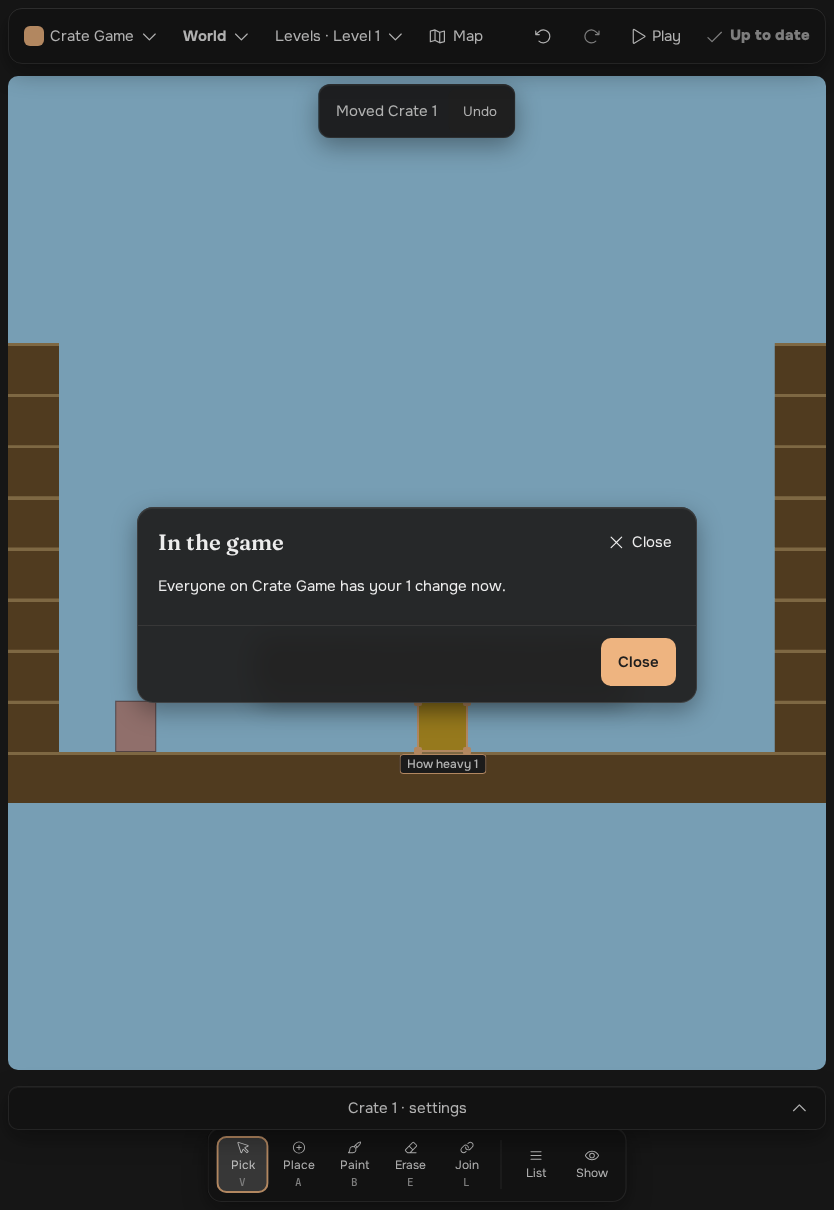 Crate Game
World
Levels · Level 1
Map
Play
Up to date
Moved Crate 1
Undo
In the game
Close
Everyone on Crate Game has your 1 change now.
Close
How heavy 1
Crate 1 · settings
Pick
V
Place
A
Paint
B
Erase
E
Join
L
List
Show